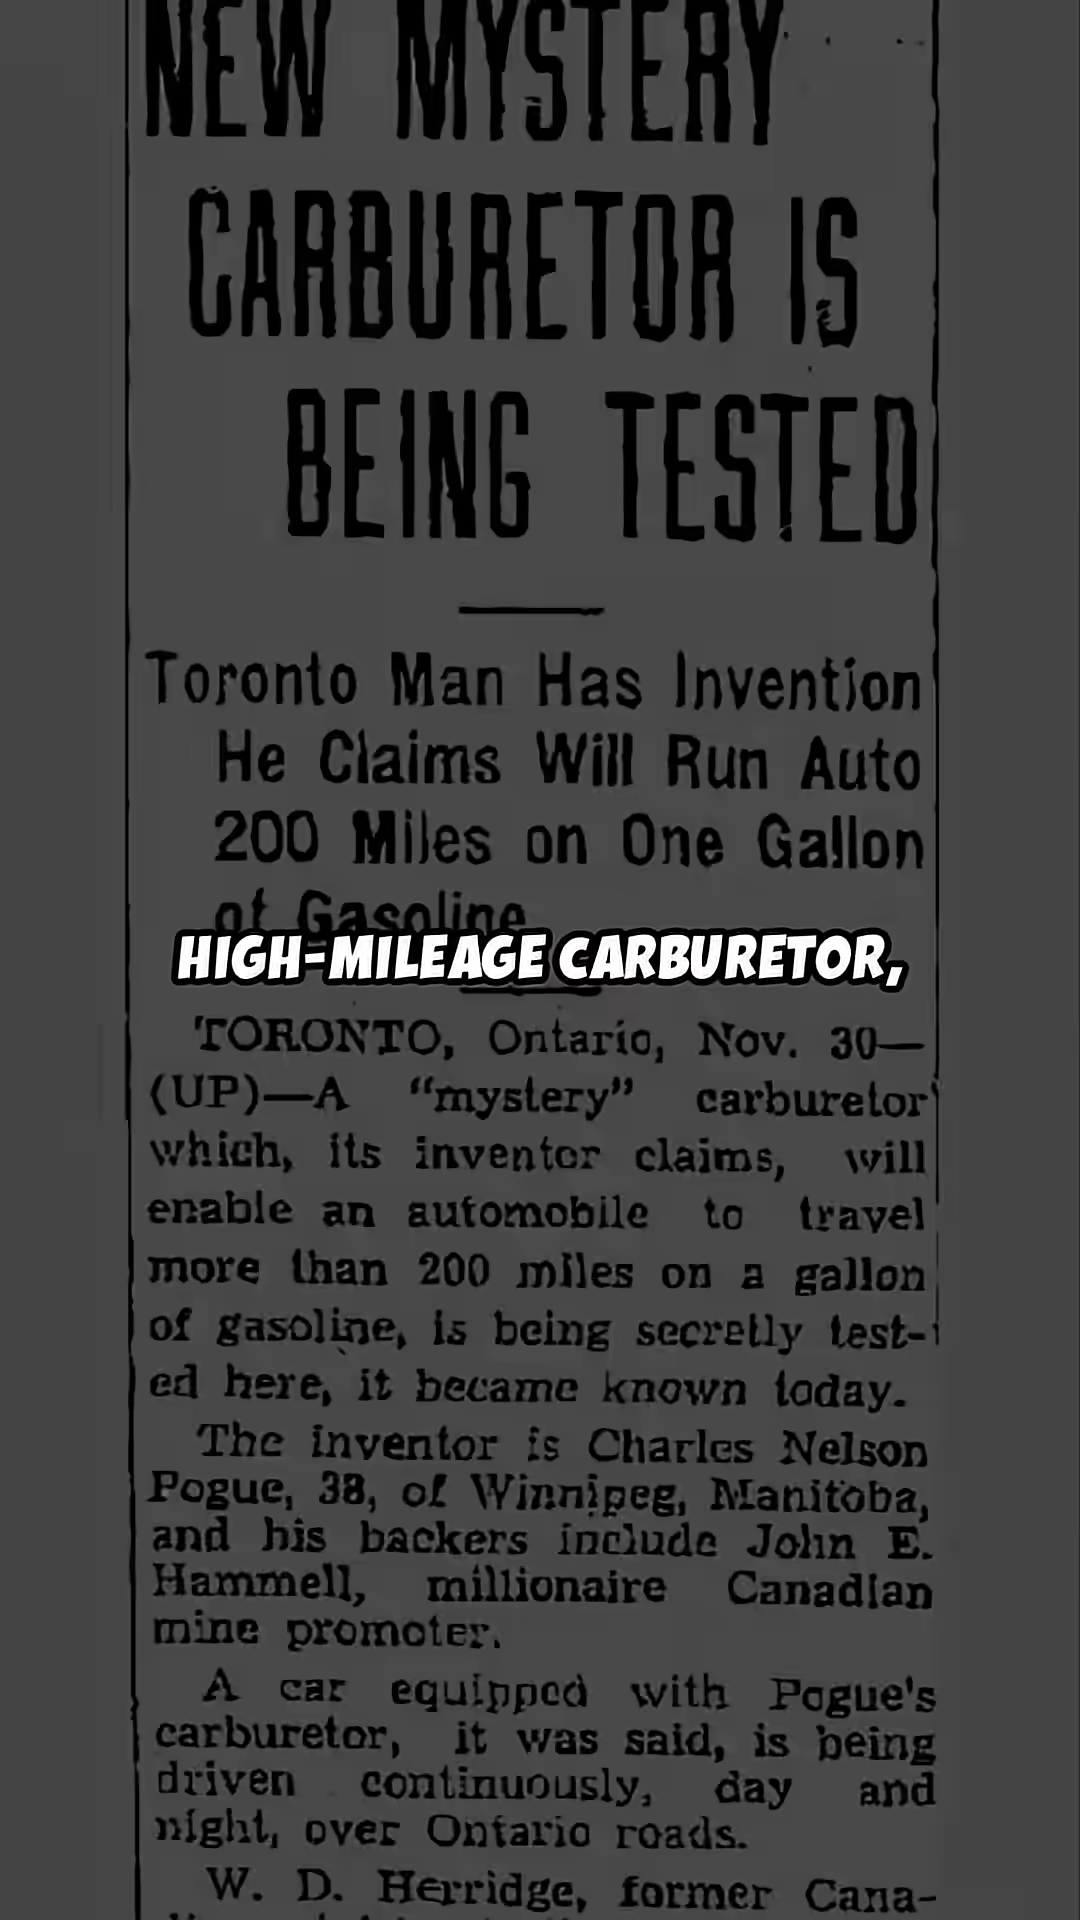 NEW MYSTERY
CARBURETOR IS
BEING TESTED
Toronto Man Has Invention
He Claims Will Run Auto
200 Miles on One Gallon
of Gasoline
HIGH-MILEAGE CARBURETOR,
TORONTO, Ontario, Nov. 30—
(UP)—A "mystery" carburetor
which, its inventor claims, will
enable an automobile to travel
more than 200 miles on a gallon
of gasoline, is being secretly test-
ed here, it became known today.
The inventor is Charles Nelson
Pogue, 38, of Winnipeg, Manitoba,
and his backers include John E.
Hammell, millionaire Canadian
mine promoter.
A car equipped with Pogue's
carburetor, it was said, is being
driven continuously, day and
night, over Ontario roads.
W. D. Herridge, former Cana-